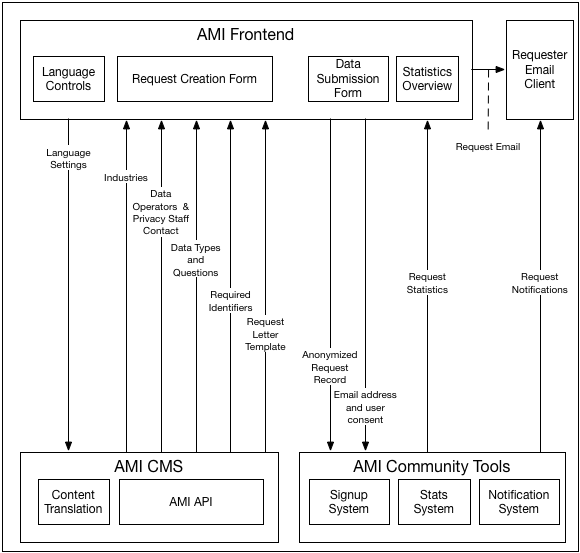 AMI Frontend
Language
Controls
Request Creation Form
Data
Submission
Form
Statistics
Overview
Requester
Email
Client
Language
Settings
Industries
Data
Operators &
Privacy Staff
Contact
Data Types
and
Questions
Required
Identifiers
Request
Letter
Template
Anonymized
Request
Record
Email address
and user
consent
Request
Statistics
Request Email
Request
Notifications
AMI CMS
Content
Translation
AMI API
AMI Community Tools
Signup
System
Stats
System
Notification
System